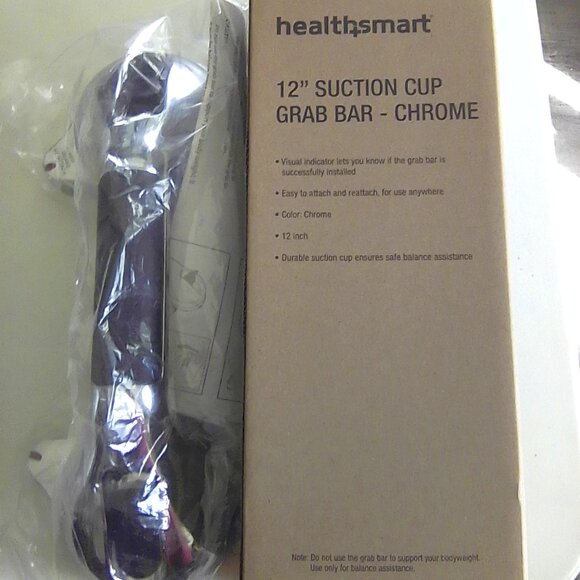 healthsmart
12” SUCTION CUP
GRAB BAR - CHROME
• Visual indicator lets you know if the grab bar is
successfully installed
• Easy to attach and reattach, for use anywhere
• Color: Chrome
• 12 inch
• Durable suction cup ensures safe balance assistance
Note: Do not use the grab bar to support your bodyweight.
Use only for balance assistance.